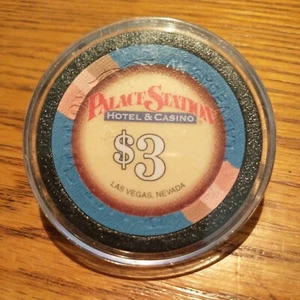 PALACE STATION
HOTEL & CASINO
$3
LAS VEGAS, NEVADA